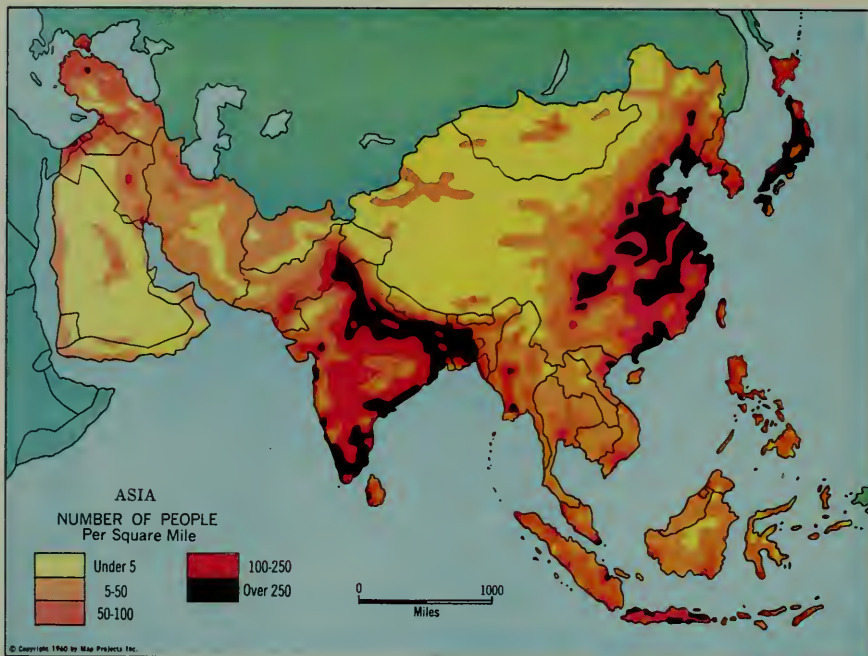 ASIA
NUMBER OF PEOPLE
Per Square Mile
Under 5
5-50
50-100
100-250
Over 250
0 1000
Miles
© Copyright 1960 by Map Projects Inc.